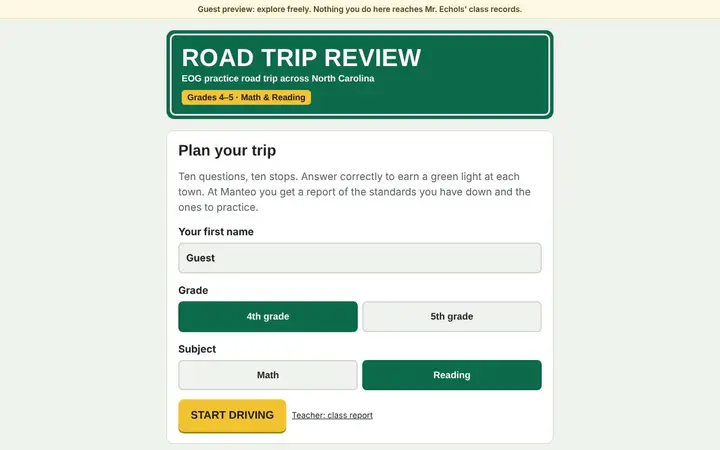 Guest preview: explore freely. Nothing you do here reaches Mr. Echols' class records.
ROAD TRIP REVIEW
EOG practice road trip across North Carolina
Grades 4–5 · Math & Reading
Plan your trip
Ten questions, ten stops. Answer correctly to earn a green light at each
town. At Manteo you get a report of the standards you have down and the
ones to practice.
Your first name
Guest
Grade
4th grade 5th grade
Subject
Math Reading
START DRIVING Teacher: class report